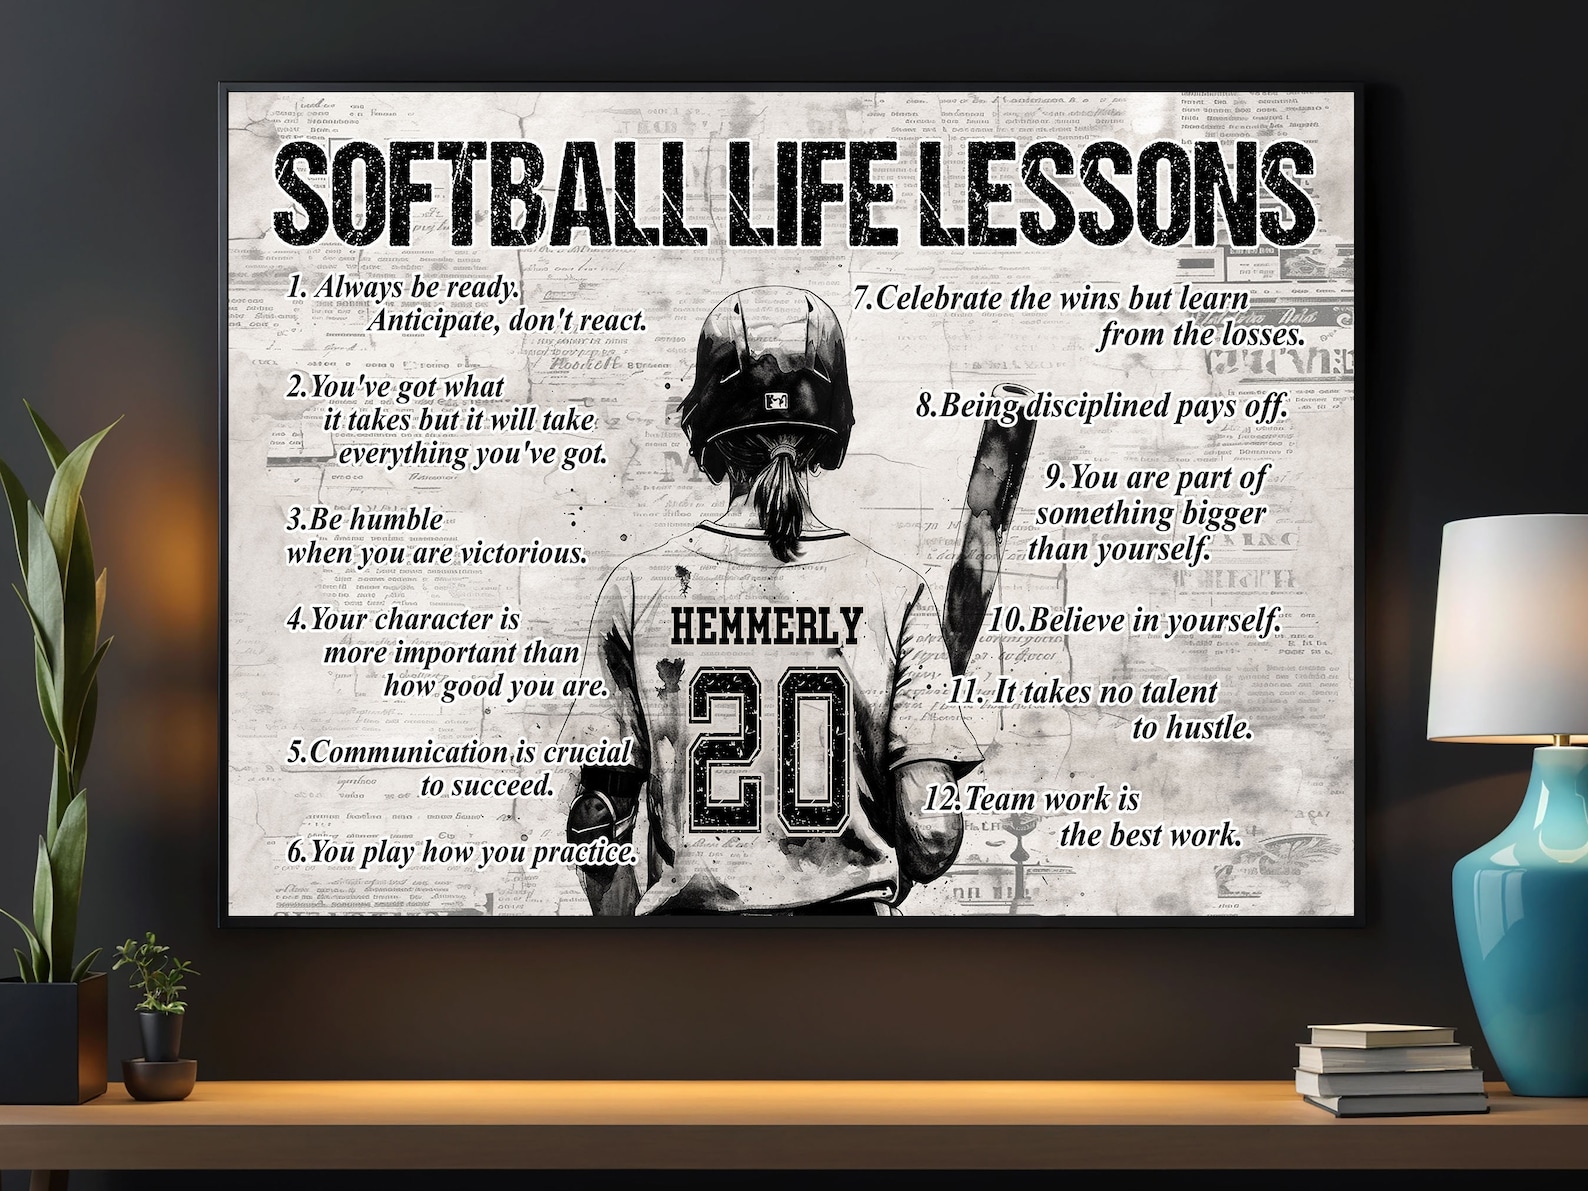 SOFTBALL LIFE LESSONS
1. Always be ready.
Anticipate, don't react.
2.You've got what
it takes but it will take
everything you've got.
3.Be humble
when you are victorious.
4.Your character is
more important than
how good you are.
5.Communication is crucial
to succeed.
6.You play how you practice.
7.Celebrate the wins but learn
from the losses.
8.Being disciplined pays off.
9.You are part of
something bigger
than yourself.
10.Believe in yourself.
11. It takes no talent
to hustle.
12.Team work is
the best work.
HEMMERLY
20